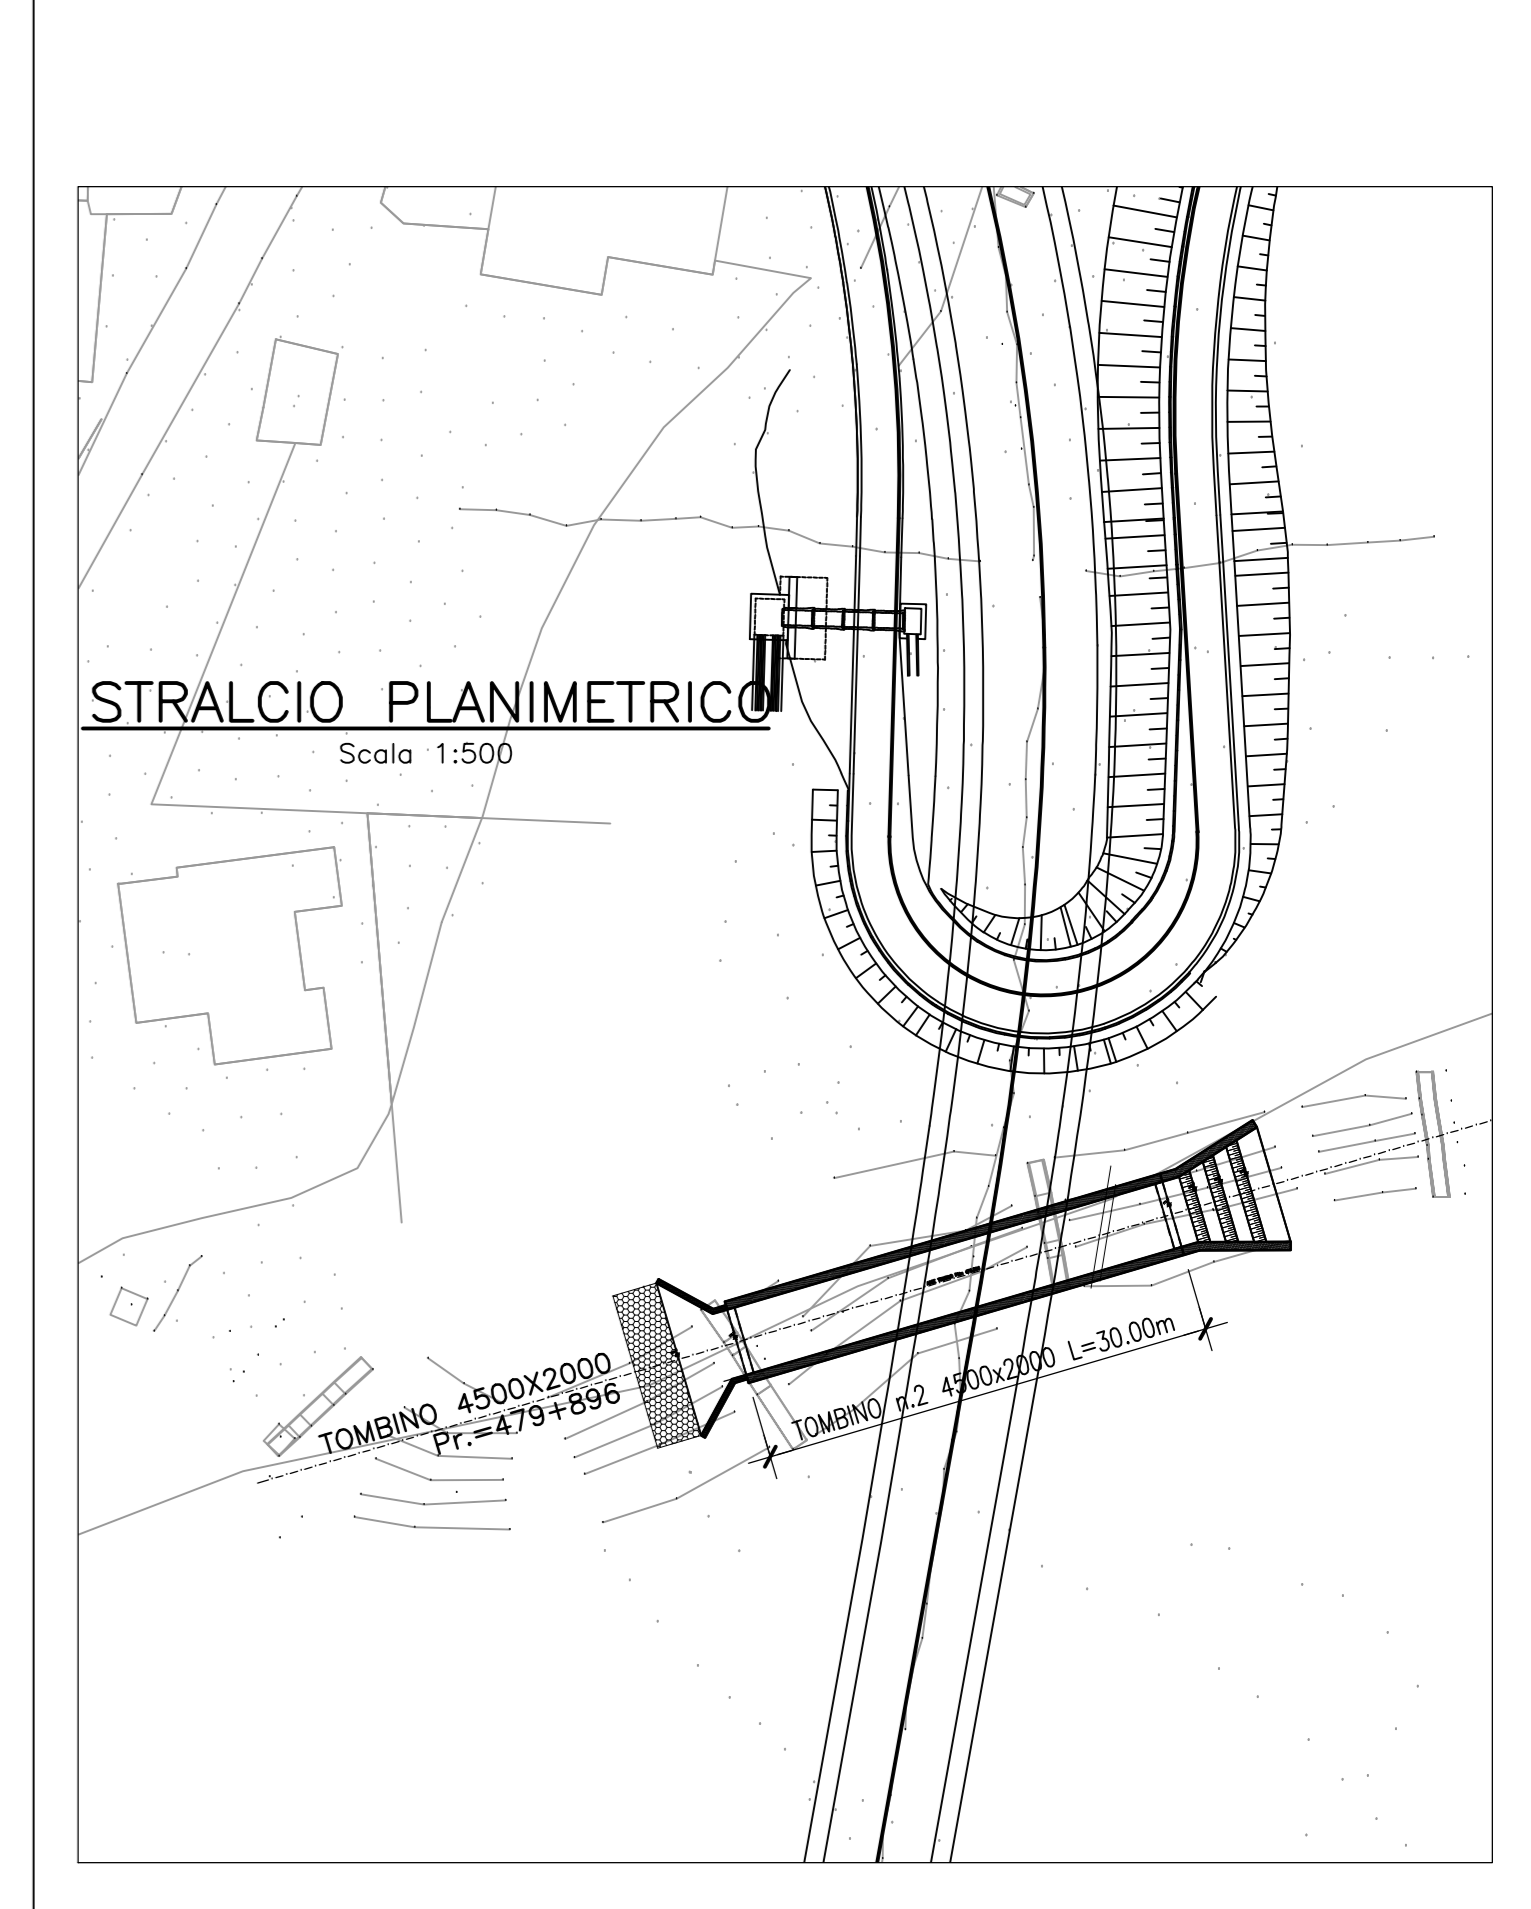 STRALCIO PLANIMETRICO
Scala 1:500
TOMBINO 4500X2000
Pr.=479+896
TOMBINO n.2 4500x2000 L=30.00m